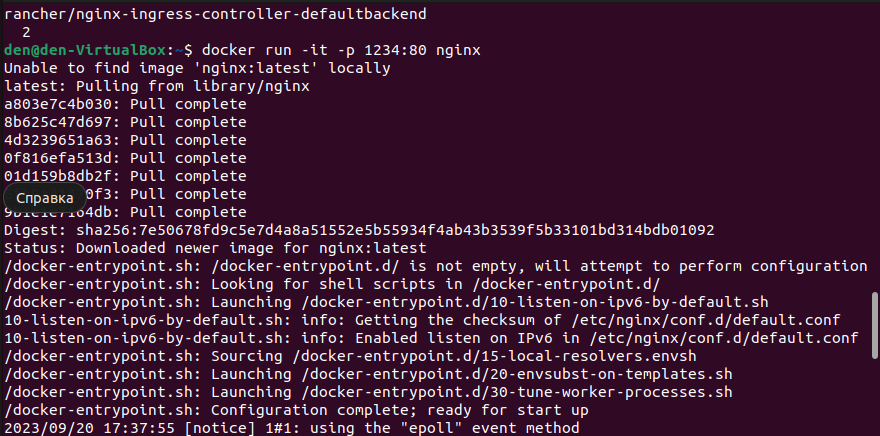 rancher/nginx-ingress-controller-defaultbackend
2
den@den-VirtualBox:~$ docker run -it -p 1234:80 nginx
Unable to find image 'nginx:latest' locally
latest: Pulling from library/nginx
a803e7c4b030: Pull complete
8b625c47d697: Pull complete
4d3239651a63: Pull complete
0f816efa513d: Pull complete
01d159b8db2f: Pull complete
Справка
0f3: Pull complete
Pull complete
Digest: sha256:7e50678fd9c5e7d4a8a51552e5b55934f4ab43b3539f5b33101bd314bdb01092
Status: Downloaded newer image for nginx:latest
/docker-entrypoint.sh: /docker-entrypoint.d/ is not empty, will attempt to perform configuration
/docker-entrypoint.sh: Looking for shell scripts in /docker-entrypoint.d/
/docker-entrypoint.sh: Launching /docker-entrypoint.d/10-listen-on-ipv6-by-default.sh
10-listen-on-ipv6-by-default.sh: info: Getting the checksum of /etc/nginx/conf.d/default.conf
10-listen-on-ipv6-by-default.sh: info: Enabled listen on IPv6 in /etc/nginx/conf.d/default.conf
/docker-entrypoint.sh: Sourcing /docker-entrypoint.d/15-local-resolvers.envsh
/docker-entrypoint.sh: Launching /docker-entrypoint.d/20-envsubst-on-templates.sh
/docker-entrypoint.sh: Launching /docker-entrypoint.d/30-tune-worker-processes.sh
/docker-entrypoint.sh: Configuration complete; ready for start up
2023/09/20 17:37:55 [notice] 1#1: using the "epoll" event method